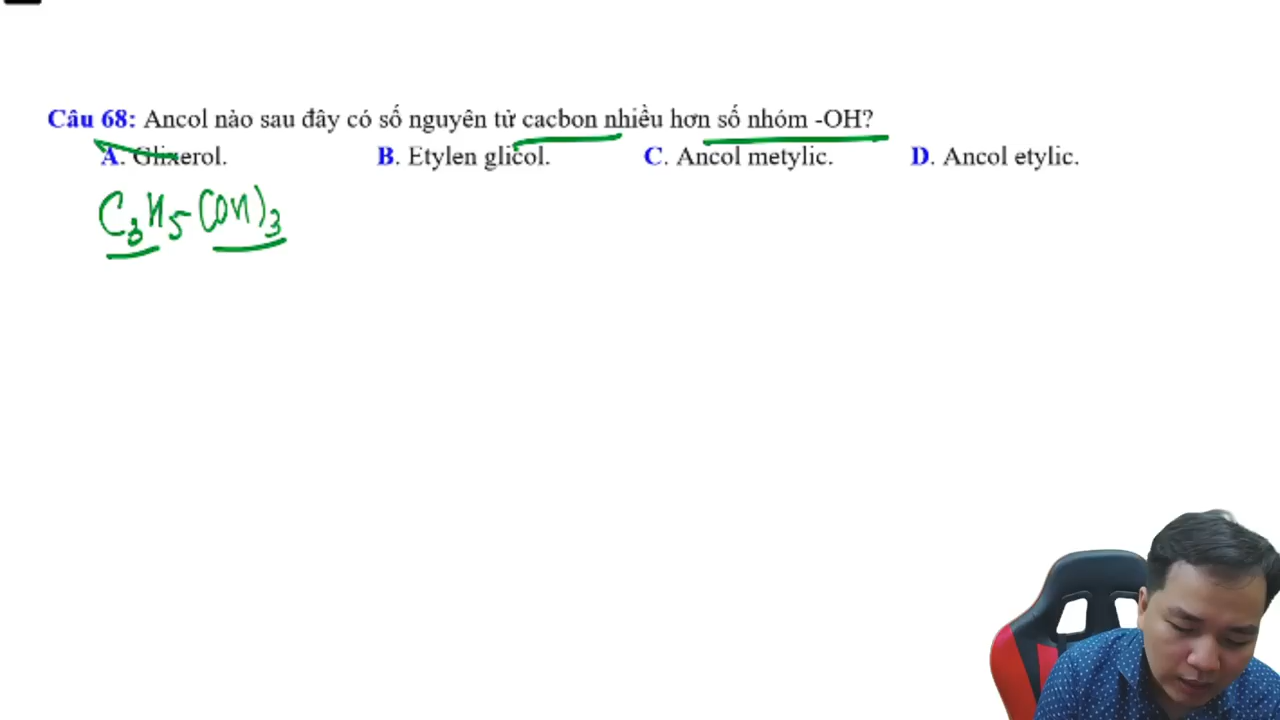 Câu 68: Ancol nào sau đây có số nguyên tử cacbon nhiều hơn số nhóm -OH?
A. Glixerol. B. Etylen glicol. C. Ancol metylic. D. Ancol etylic.
C₃H₅(OH)₃